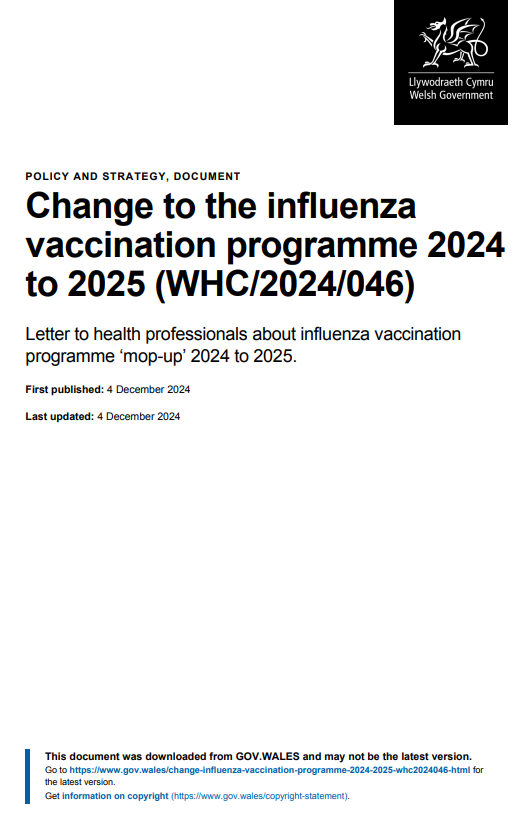 Llywodraeth Cymru
Welsh Government
POLICY AND STRATEGY, DOCUMENT
Change to the influenza
vaccination programme 2024
to 2025 (WHC/2024/046)
Letter to health professionals about influenza vaccination
programme ‘mop-up’ 2024 to 2025.
First published: 4 December 2024
Last updated: 4 December 2024
This document was downloaded from GOV.WALES and may not be the latest version.
Go to https://www.gov.wales/change-influenza-vaccination-programme-2024-2025-whc2024046-html for
the latest version.
Get information on copyright (https://www.gov.wales/copyright-statement).